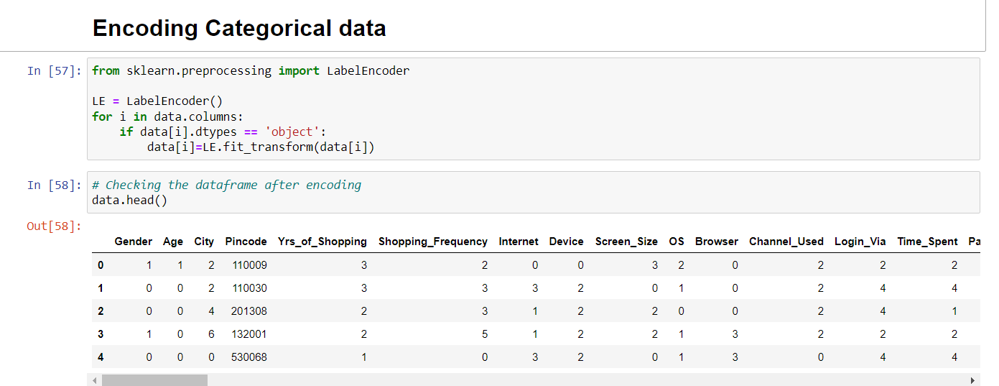 Encoding Categorical data
In [57]: from sklearn.preprocessing import LabelEncoder
LE = LabelEncoder()
for i in data.columns:
    if data[i].dtypes == 'object':
        data[i]=LE.fit_transform(data[i])
In [58]: # Checking the dataframe after encoding
data.head()
Out[58]:
Gender Age City Pincode Yrs_of_Shopping Shopping_Frequency Internet Device Screen_Size OS Browser Channel_Used Login_Via Time_Spent Pa
0 1 1 2 110009 3 2 0 0 3 2 0 2 2 2
1 0 0 2 110030 3 3 3 2 0 1 0 2 4 4
2 0 0 4 201308 2 3 1 2 2 0 0 2 4 1
3 1 0 6 132001 2 5 1 2 2 1 3 2 2 2
4 0 0 0 530068 1 0 3 2 0 1 3 0 4 4